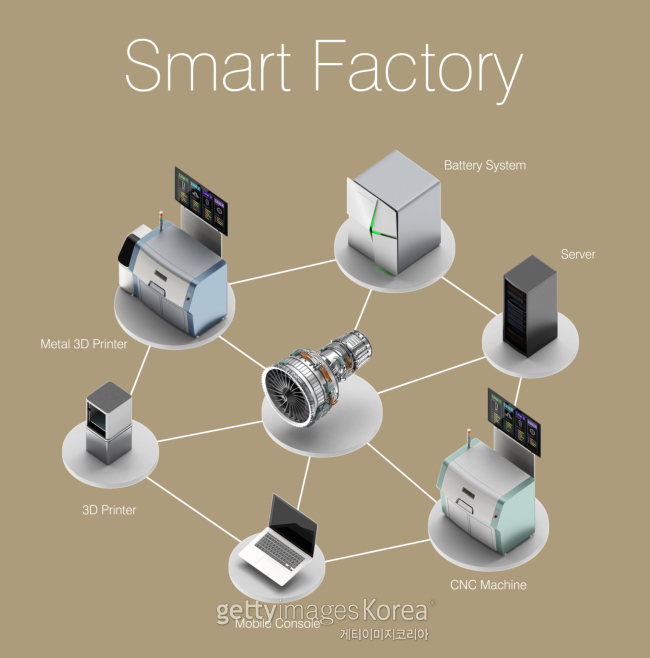 Smart Factory
Battery System
Server
Metal 3D Printer
3D Printer
CNC Machine
gettyimages Korea
Mobile Console
게티이미지코리아